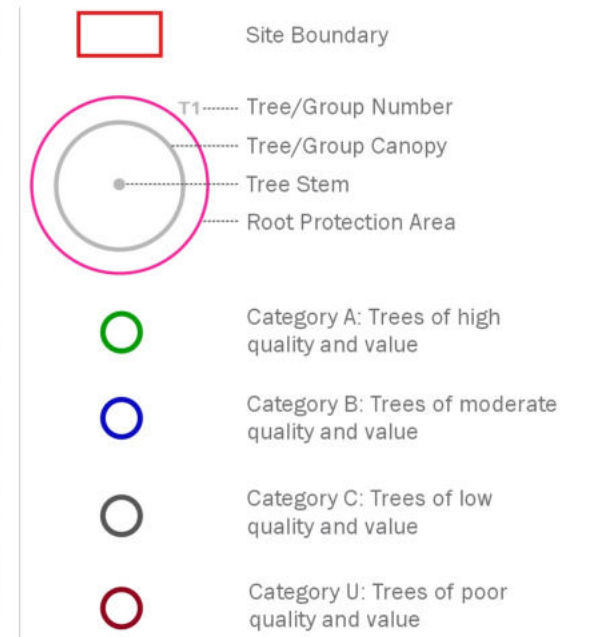 Site Boundary
T1
Tree/Group Number
Tree/Group Canopy
Tree Stem
Root Protection Area
Category A: Trees of high
quality and value
Category B: Trees of moderate
quality and value
Category C: Trees of low
quality and value
Category U: Trees of poor
quality and value